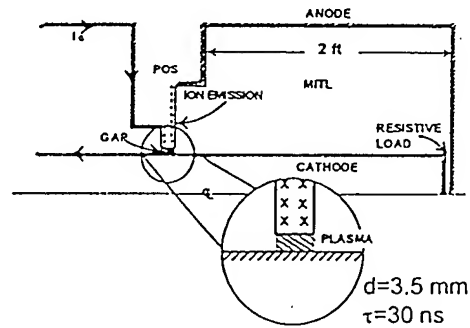 ANODE
I₀
2 ft
POS
MITL
ION EMISSION
RESISTIVE
LOAD
GAP
CATHODE
℄
X X
X X
X X
PLASMA
d=3.5 mm
τ=30 ns